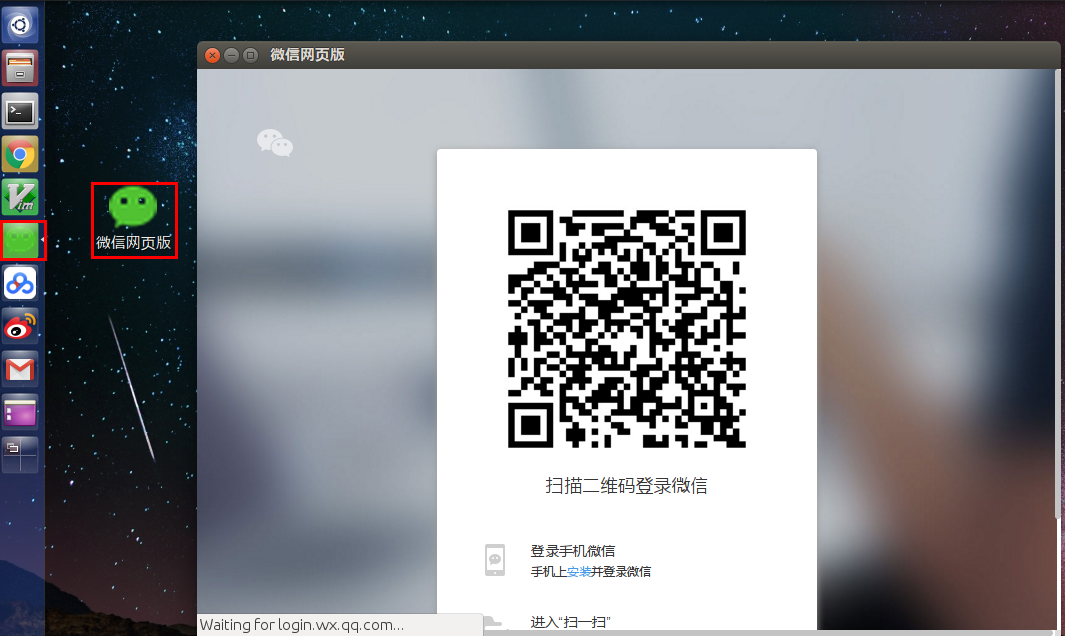 微信网页版
Vim
微信网页版
扫描二维码登录微信
登录手机微信
手机上安装并登录微信
进入“扫一扫”
Waiting for login.wx.qq.com...